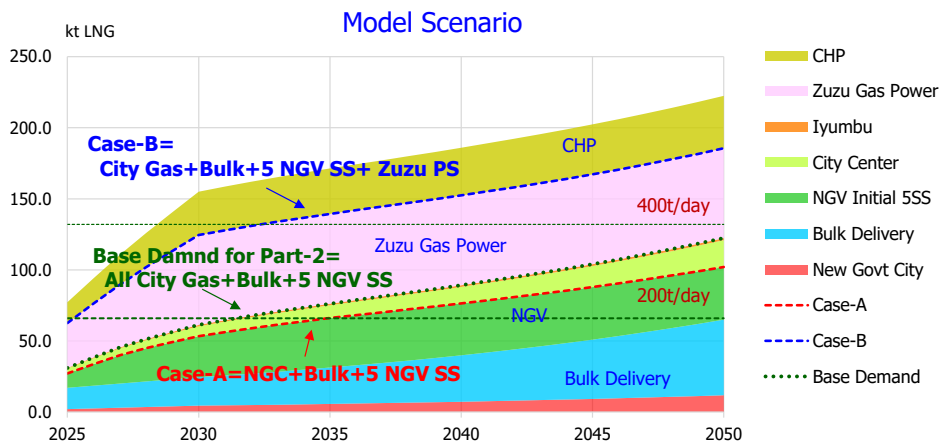 Model Scenario
kt LNG
250.0
200.0
150.0
100.0
50.0
0.0
2025
2030
2035
2040
2045
2050
Case-B=
City Gas+Bulk+5 NGV SS+ Zuzu PS
CHP
400t/day
Zuzu Gas Power
Base Damnd for Part-2=
All City Gas+Bulk+5 NGV SS
200t/day
NGV
Case-A=NGC+Bulk+5 NGV SS
Bulk Delivery
CHP
Zuzu Gas Power
Iyumbu
City Center
NGV Initial 5SS
Bulk Delivery
New Govt City
Case-A
Case-B
Base Demand